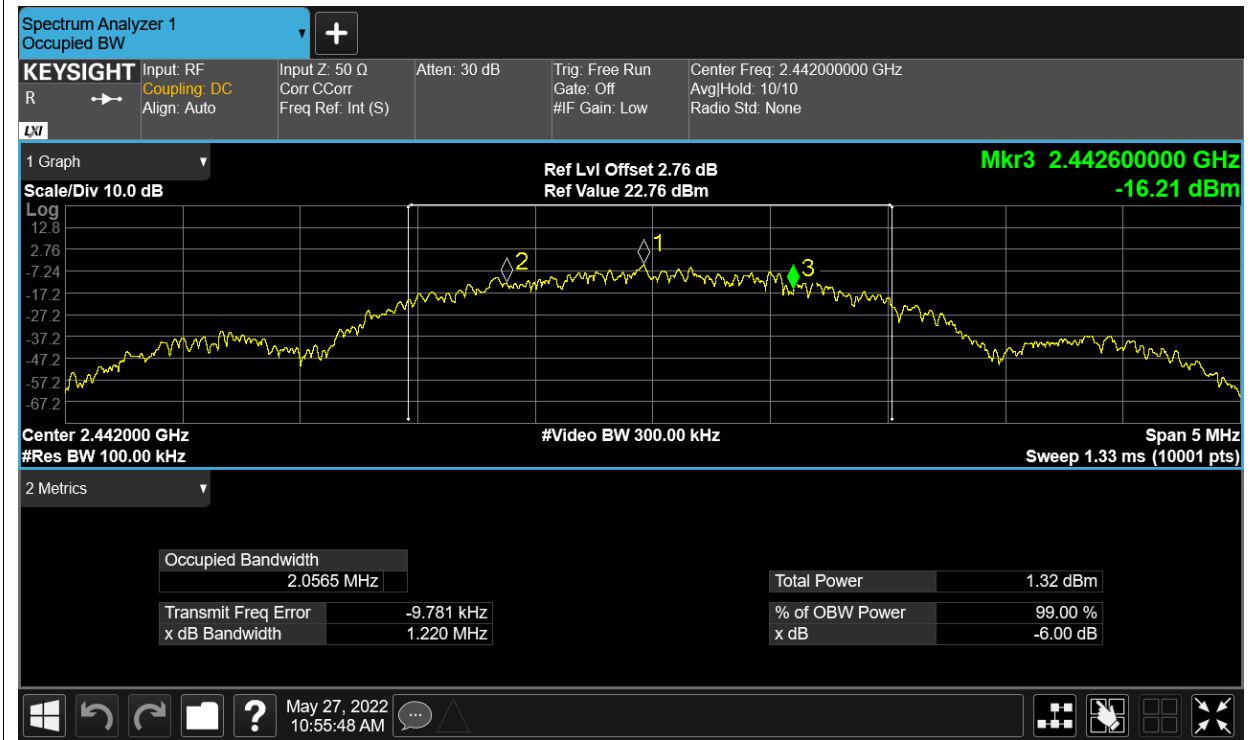 Spectrum Analyzer 1
Occupied BW
KEYSIGHT
R
LXI
Input: RF
Coupling: DC
Align: Auto
Input Z: 50 Ω
Corr CCorr
Freq Ref: Int (S)
Atten: 30 dB
Trig: Free Run
Gate: Off
#IF Gain: Low
Center Freq: 2.442000000 GHz
Avg|Hold: 10/10
Radio Std: None
1 Graph
Scale/Div 10.0 dB
Ref Lvl Offset 2.76 dB
Ref Value 22.76 dBm
Mkr3 2.442600000 GHz
-16.21 dBm
Log
12.8
2.76
-7.24
-17.2
-27.2
-37.2
-47.2
-57.2
-67.2
1
2
3
Center 2.442000 GHz
#Video BW 300.00 kHz
Span 5 MHz
#Res BW 100.00 kHz
Sweep 1.33 ms (10001 pts)
2 Metrics
Occupied Bandwidth
2.0565 MHz
Total Power 1.32 dBm
Transmit Freq Error -9.781 kHz
% of OBW Power 99.00 %
x dB Bandwidth 1.220 MHz
x dB -6.00 dB
?
May 27, 2022
10:55:48 AM